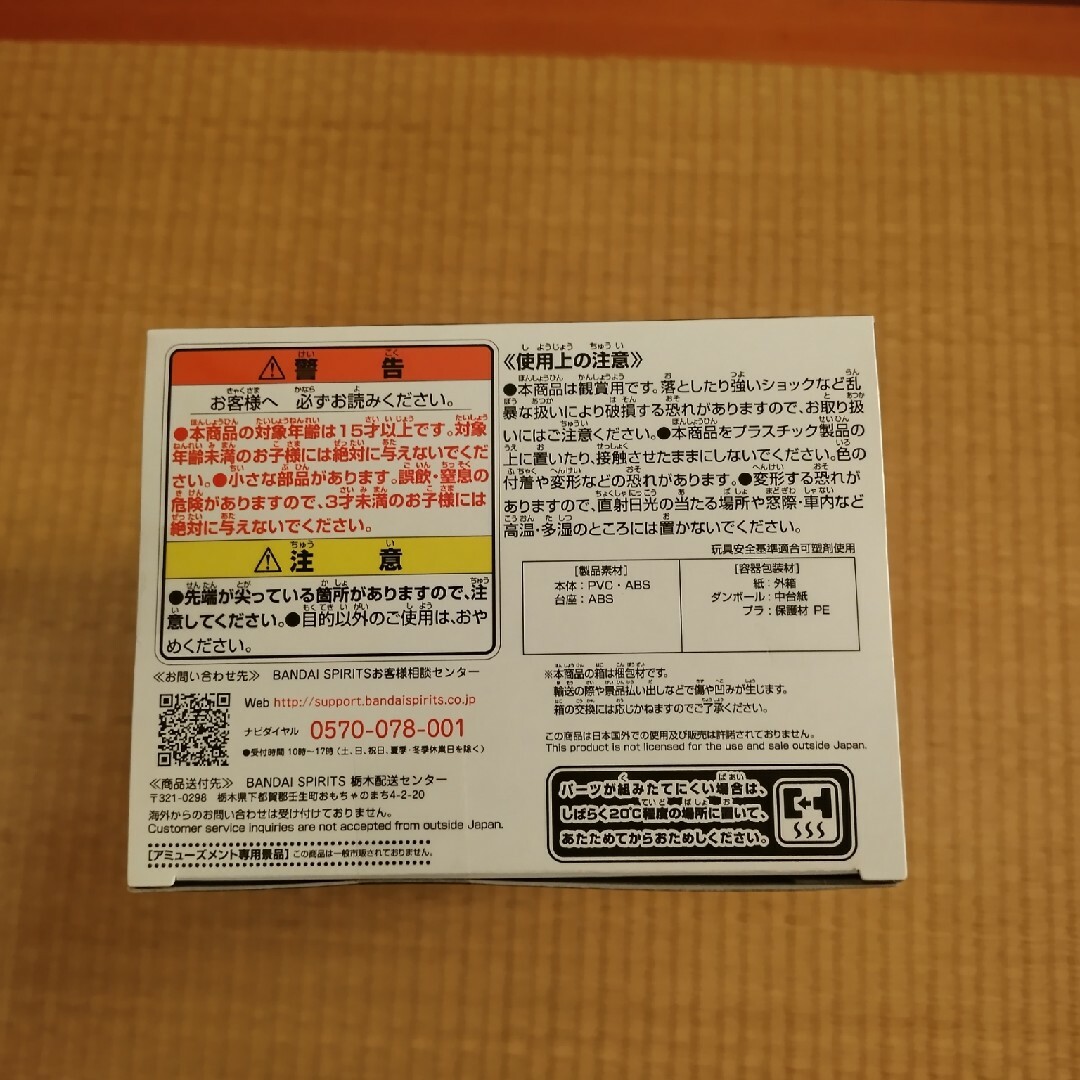 ⚠警告
お客様へ 必ずお読みください。
●本商品の対象年齢は15才以上です。対象
年齢未満のお子様には絶対に与えないでくだ
さい。●小さな部品があります。誤飲・窒息の
危険がありますので、3才未満のお子様には
絶対に与えないでください。
⚠注意
●先端が尖っている箇所がありますので、注
意してください。●目的以外のご使用は、おや
めください。
≪お問い合わせ先≫ BANDAI SPIRITSお客様相談センター
Web http://support.bandaispirits.co.jp
ナビダイヤル 0570-078-001
●受付時間 10時〜17時(土、日、祝日、夏季・冬季休業日を除く)
≪商品送付先≫ BANDAI SPIRITS 栃木配送センター
〒321-0298 栃木県下都賀郡壬生町おもちゃのまち4-2-20
海外からのお問い合わせは受け付けておりません。
Customer service inquiries are not accepted from outside Japan.
【アミューズメント専用景品】この商品は一般市販されておりません。
≪使用上の注意≫
●本商品は観賞用です。落としたり強いショックなど乱
暴な扱いにより破損する恐れがありますので、お取り扱
いにはご注意ください。●本商品をプラスチック製品の
上に置いたり、接触させたままにしないでください。色の
付着や変形などの恐れがあります。●変形する恐れが
ありますので、直射日光の当たる場所や窓際・車内など
高温・多湿のところには置かないでください。
玩具安全基準適合可塑剤使用
[製品素材]
本体:PVC・ABS
台座:ABS
[容器包装材]
紙:外箱
ダンボール:中台紙
プラ:保護材 PE
※本商品の箱は梱包材です。
輸送の際や景品払い出しなどで傷や凹みが生じます。
箱の交換には応じかねますのでご了承ください。
この商品は日本国外での使用及び販売は許諾されておりません。
This product is not licensed for the use and sale outside Japan.
パーツが組みたてにくい場合は、
しばらく20℃程度の場所に置いて、
あたためてからおためしください。